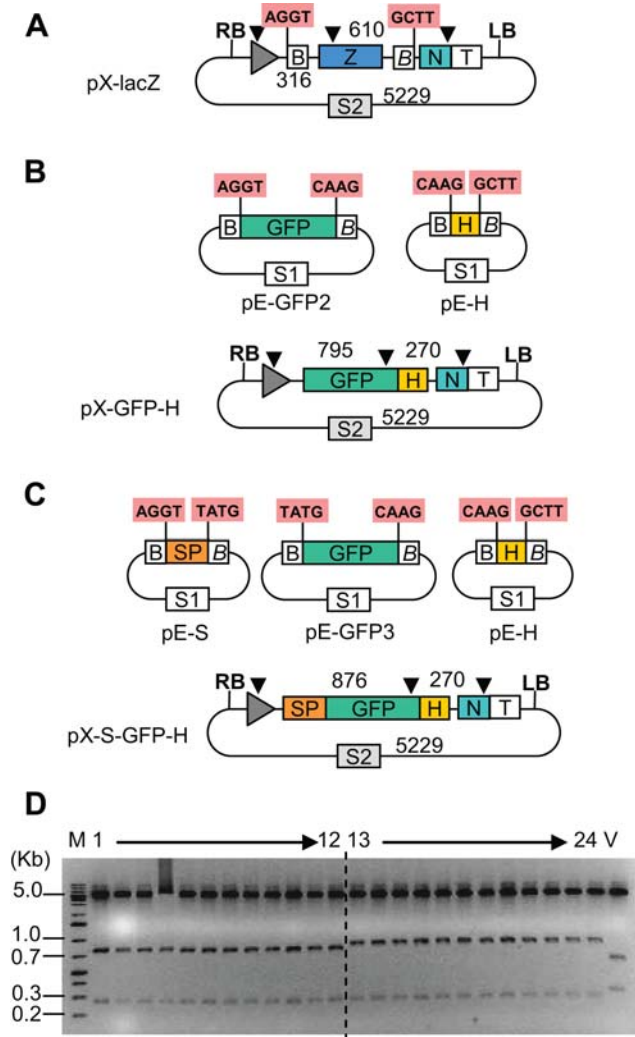 A
AGGT 610 GCTT
RB LB
B Z B N T
316
pX-lacZ
S2 5229
B
AGGT CAAG CAAG GCTT
B GFP B B H B
S1 S1
pE-GFP2 pE-H
RB 795 270 LB
GFP H N T
pX-GFP-H
S2 5229
C
AGGT TATG TATG CAAG CAAG GCTT
B SP B B GFP B B H B
S1 S1 S1
pE-S pE-GFP3 pE-H
RB 876 270 LB
SP GFP H N T
pX-S-GFP-H
S2 5229
D
M 1 12 13 24 V
(Kb)
5.0
1.0
0.7
0.3
0.2